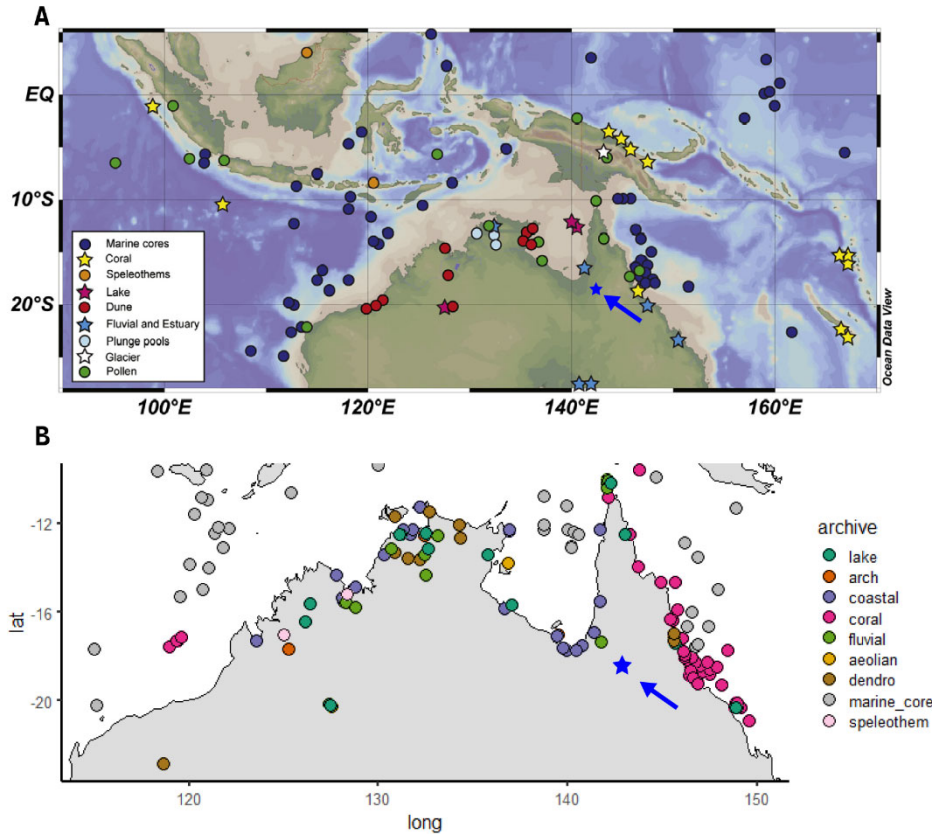 A
EQ
10°S
20°S
Marine cores
Coral
Speleothems
Lake
Dune
Fluvial and Estuary
Plunge pools
Glacier
Pollen
Ocean Data View
100°E
120°E
140°E
160°E
B
-12
-16
-20
lat
120
130
140
150
long
archive
lake
arch
coastal
coral
fluvial
aeolian
dendro
marine_core
speleothem